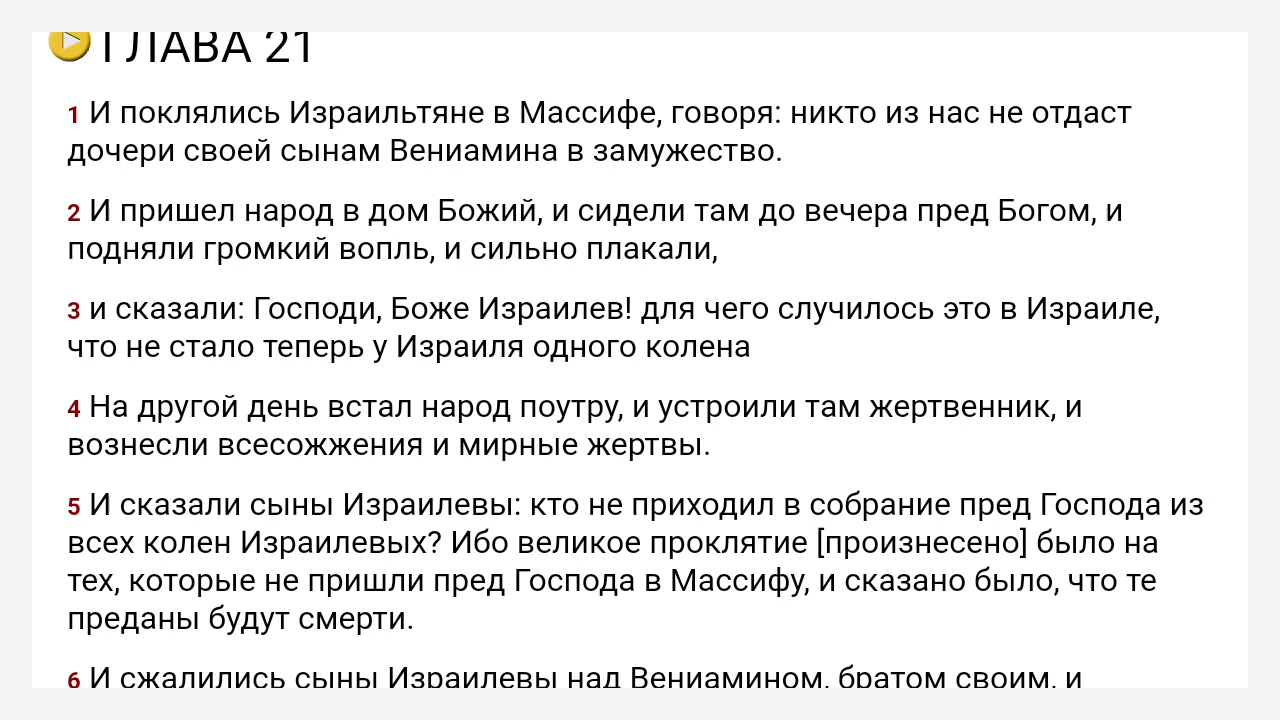 ГЛАВА 21
1 И поклялись Израильтяне в Массифе, говоря: никто из нас не отдаст
дочери своей сынам Вениамина в замужество.
2 И пришел народ в дом Божий, и сидели там до вечера пред Богом, и
подняли громкий вопль, и сильно плакали,
3 и сказали: Господи, Боже Израилев! для чего случилось это в Израиле,
что не стало теперь у Израиля одного колена
4 На другой день встал народ поутру, и устроили там жертвенник, и
вознесли всесожжения и мирные жертвы.
5 И сказали сыны Израилевы: кто не приходил в собрание пред Господа из
всех колен Израилевых? Ибо великое проклятие [произнесено] было на
тех, которые не пришли пред Господа в Массифу, и сказано было, что те
преданы будут смерти.
6 И сжалились сыны Израилевы над Вениамином, братом своим, и